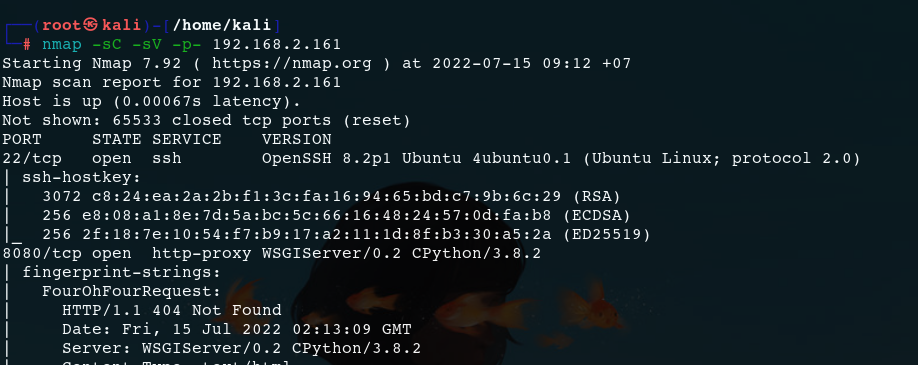 ┌──(root㉿kali)-[/home/kali]
└─# nmap -sC -sV -p- 192.168.2.161
Starting Nmap 7.92 ( https://nmap.org ) at 2022-07-15 09:12 +07
Nmap scan report for 192.168.2.161
Host is up (0.00067s latency).
Not shown: 65533 closed tcp ports (reset)
PORT     STATE SERVICE    VERSION
22/tcp   open  ssh        OpenSSH 8.2p1 Ubuntu 4ubuntu0.1 (Ubuntu Linux; protocol 2.0)
| ssh-hostkey:
|   3072 c8:24:ea:2a:2b:f1:3c:fa:16:94:65:bd:c7:9b:6c:29 (RSA)
|   256 e8:08:a1:8e:7d:5a:bc:5c:66:16:48:24:57:0d:fa:b8 (ECDSA)
|_  256 2f:18:7e:10:54:f7:b9:17:a2:11:1d:8f:b3:30:a5:2a (ED25519)
8080/tcp open  http-proxy WSGIServer/0.2 CPython/3.8.2
| fingerprint-strings:
|   FourOhFourRequest:
|     HTTP/1.1 404 Not Found
|     Date: Fri, 15 Jul 2022 02:13:09 GMT
|     Server: WSGIServer/0.2 CPython/3.8.2
|     Content-Type: text/html